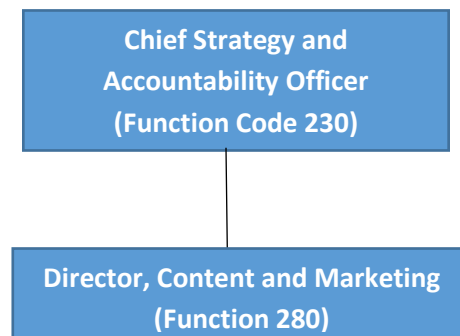 Chief Strategy and
Accountability Officer
(Function Code 230)
Director, Content and Marketing
(Function 280)